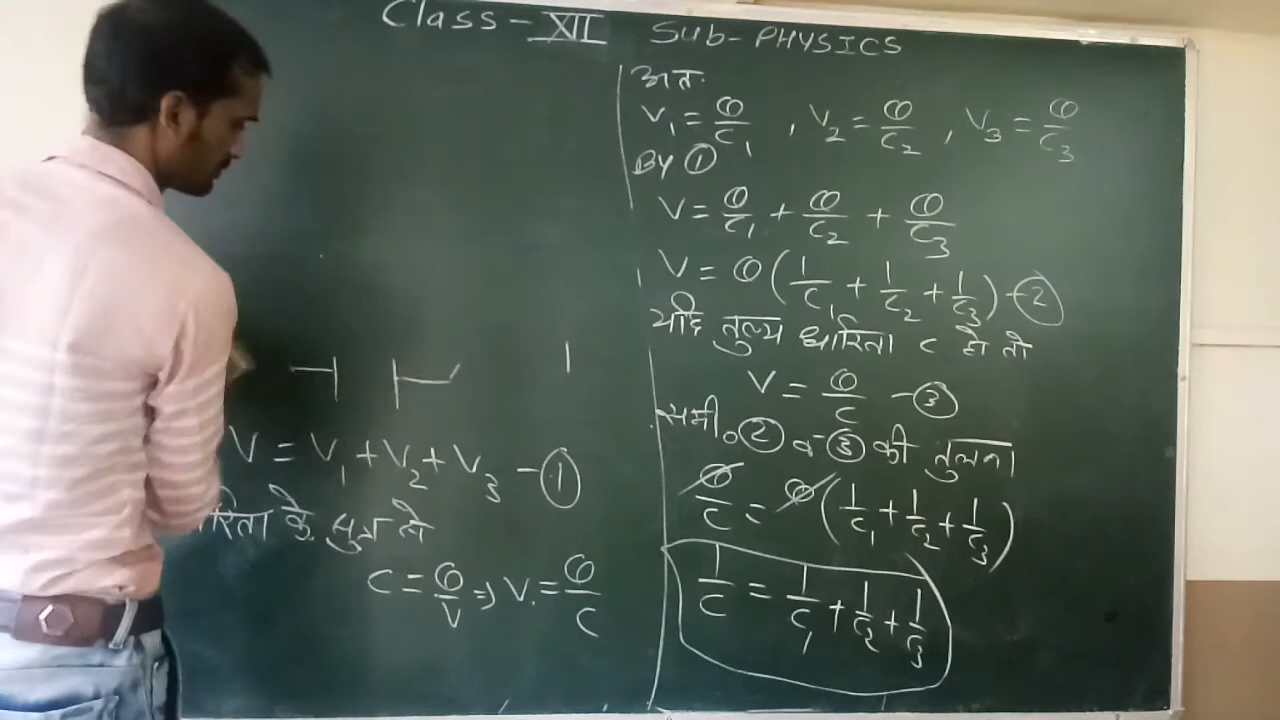 Class - XII Sub- PHYSICS
V = V₁ + V₂ + V₃ - ①
के सूत्र से
C = Q/V ⇒ V = Q/C
अतः
V₁ = Q/C₁ , V₂ = Q/C₂ , V₃ = Q/C₃
By ①
V = Q/C₁ + Q/C₂ + Q/C₃
V = Q(1/C₁ + 1/C₂ + 1/C₃) - ②
यदि तुल्य धारिता C हो तो
V = Q/C - ③
समी० ② व ③ की तुलना
Q/C = Q(1/C₁ + 1/C₂ + 1/C₃)
1/C = 1/C₁ + 1/C₂ + 1/C₃